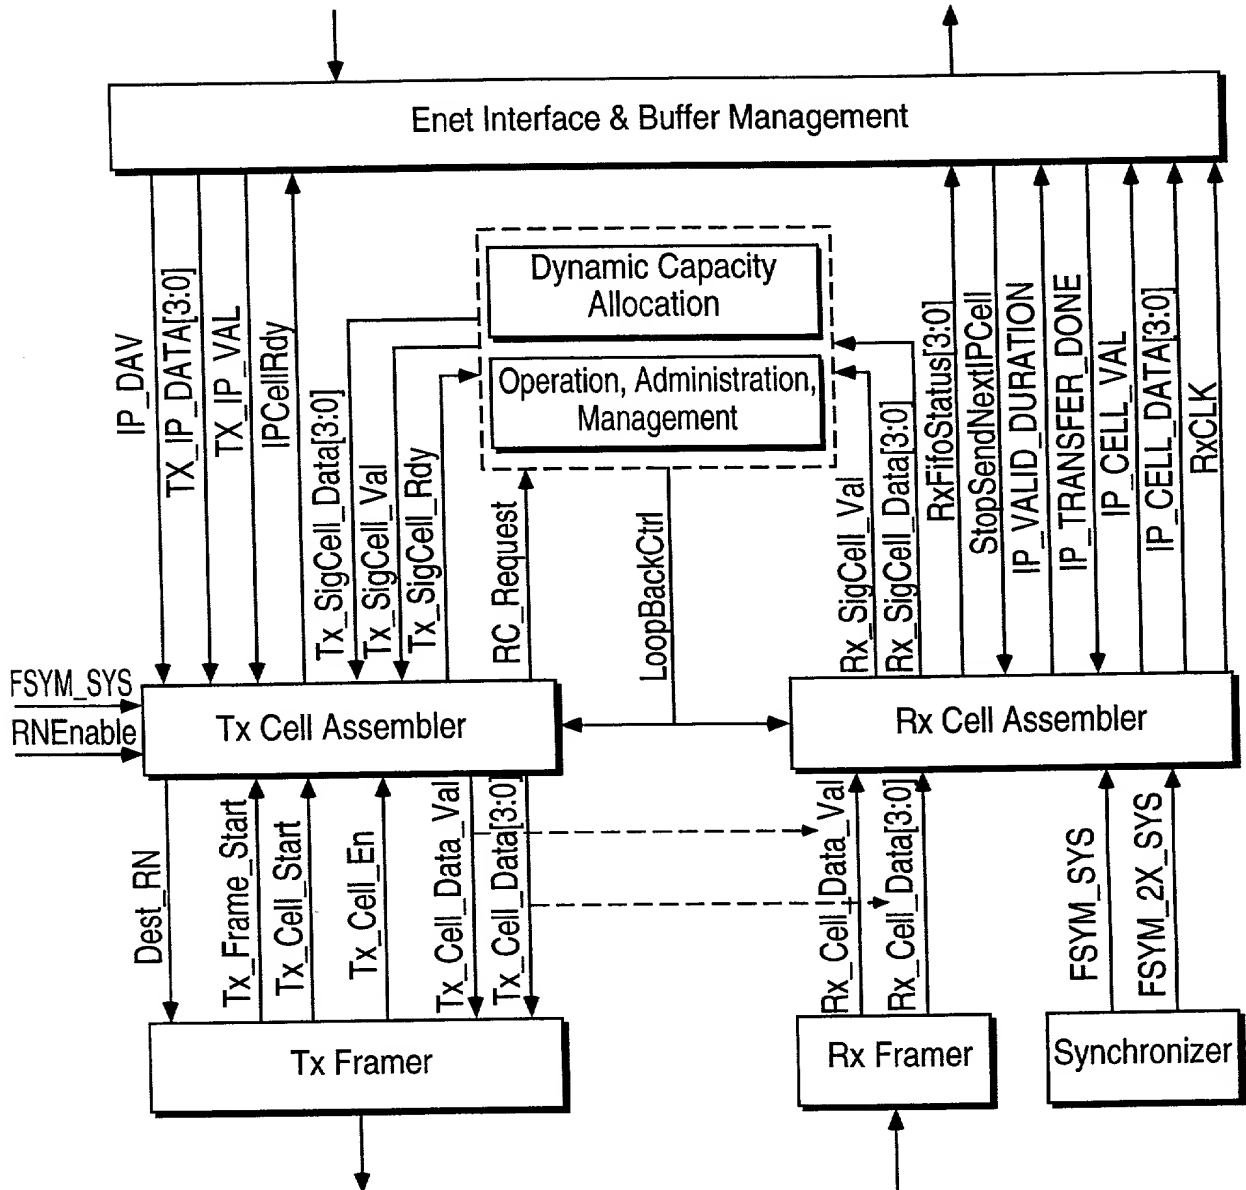 Enet Interface & Buffer Management
Dynamic Capacity
Allocation
Operation, Administration,
Management
IP_DAV
TX_IP_DATA[3:0]
TX_IP_VAL
IPCellRdy
Tx_SigCell_Data[3:0]
Tx_SigCell_Val
Tx_SigCell_Rdy
RC_Request
LoopBackCtrl
Rx_SigCell_Val
Rx_SigCell_Data[3:0]
RxFifoStatus[3:0]
StopSendNextIPCell
IP_VALID_DURATION
IP_TRANSFER_DONE
IP_CELL_VAL
IP_CELL_DATA[3:0]
RxCLK
FSYM_SYS
RNEnable
Tx Cell Assembler
Rx Cell Assembler
Dest_RN
Tx_Frame_Start
Tx_Cell_Start
Tx_Cell_En
Tx_Cell_Data_Val
Tx_Cell_Data[3:0]
Rx_Cell_Data_Val
Rx_Cell_Data[3:0]
FSYM_SYS
FSYM_2X_SYS
Tx Framer
Rx Framer
Synchronizer